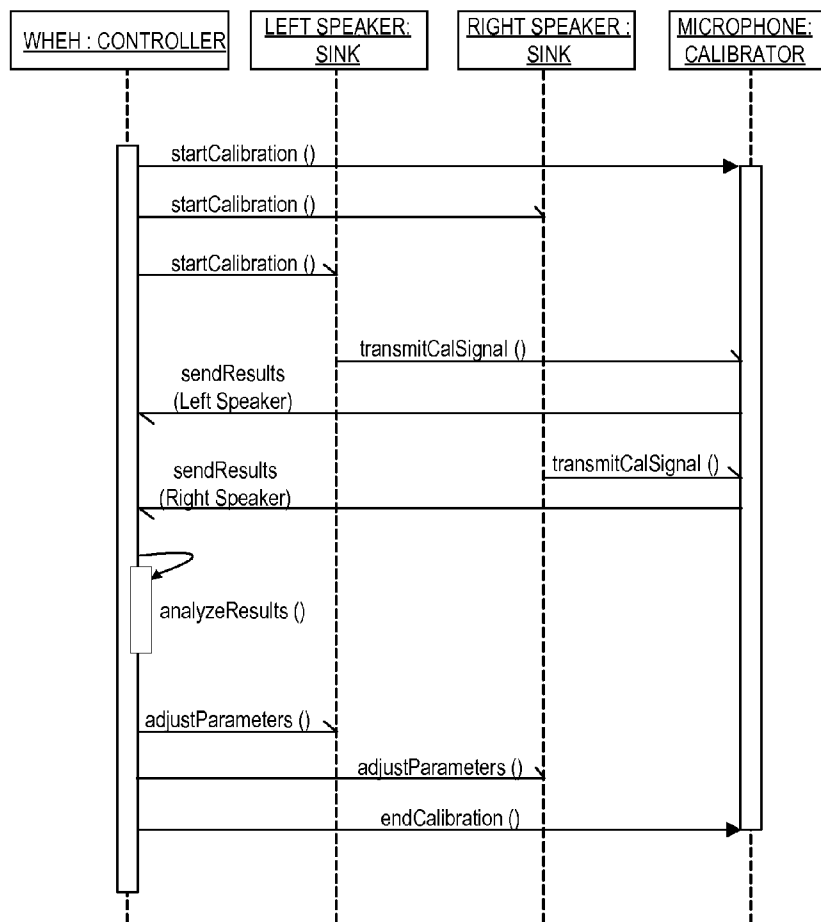 WHEH : CONTROLLER
LEFT SPEAKER:
SINK
RIGHT SPEAKER :
SINK
MICROPHONE:
CALIBRATOR
startCalibration ()
startCalibration ()
startCalibration ()
transmitCalSignal ()
sendResults
(Left Speaker)
transmitCalSignal ()
sendResults
(Right Speaker)
analyzeResults ()
adjustParameters ()
adjustParameters ()
endCalibration ()